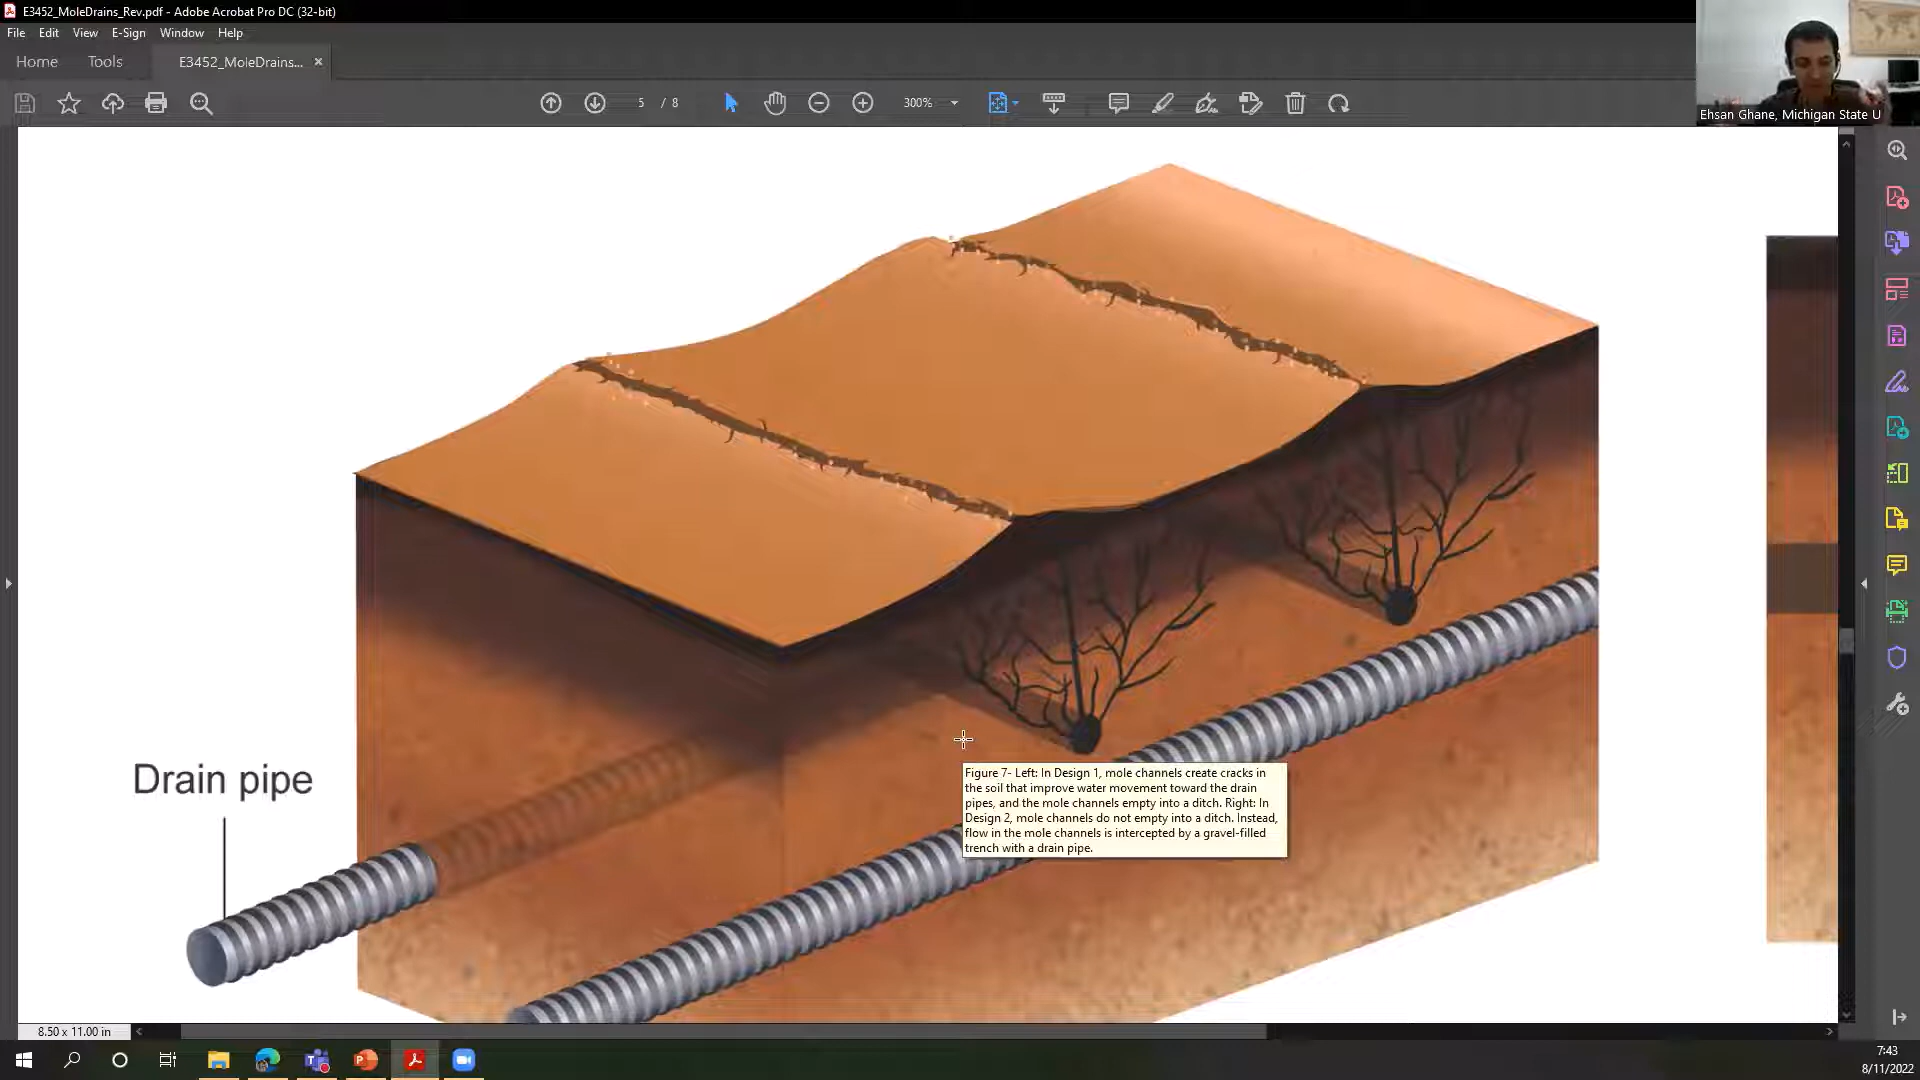 E3452_MoleDrains_Rev.pdf - Adobe Acrobat Pro DC (32-bit)
File Edit View E-Sign Window Help
Home Tools E3452_MoleDrains... ×
5 / 8 300%
Ehsan Ghane, Michigan State U
Drain pipe
Figure 7- Left: In Design 1, mole channels create cracks in
the soil that improve water movement toward the drain
pipes, and the mole channels empty into a ditch. Right: In
Design 2, mole channels do not empty into a ditch. Instead,
flow in the mole channels is intercepted by a gravel-filled
trench with a drain pipe.
8.50 x 11.00 in
7:43
8/11/2022